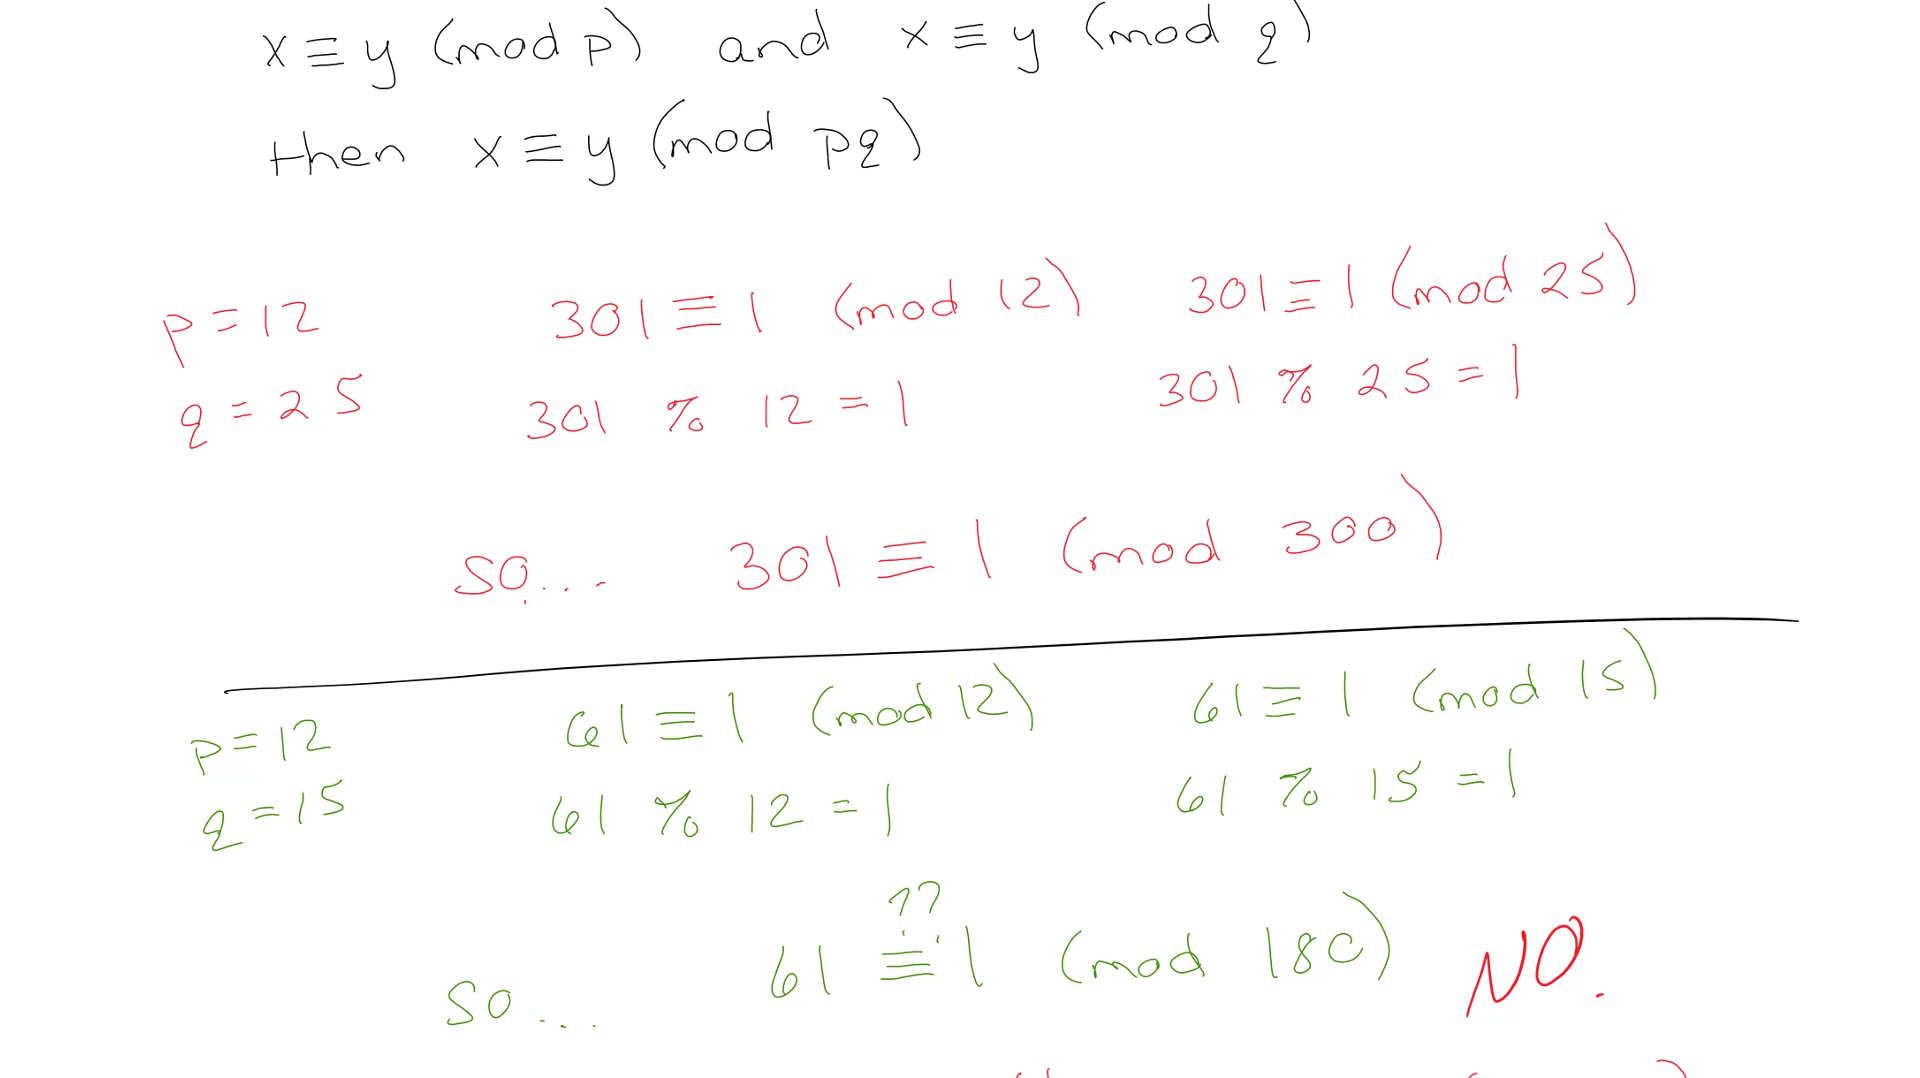 x ≡ y (mod p) and x ≡ y (mod q)
then x ≡ y (mod pq)
p = 12 301 ≡ 1 (mod 12) 301 ≡ 1 (mod 25)
q = 25 301 % 12 = 1 301 % 25 = 1
so... 301 ≡ 1 (mod 300)
p = 12 61 ≡ 1 (mod 12) 61 ≡ 1 (mod 15)
q = 15 61 % 12 = 1 61 % 15 = 1
??
so... 61 ≡ 1 (mod 180) NO.